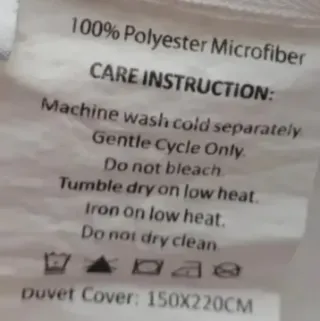 100% Polyester Microfiber
CARE INSTRUCTION:
Machine wash cold separately
Gentle Cycle Only.
Do not bleach.
Tumble dry on low heat.
Iron on low heat.
Do not dry clean
Duvet Cover: 150X220CM